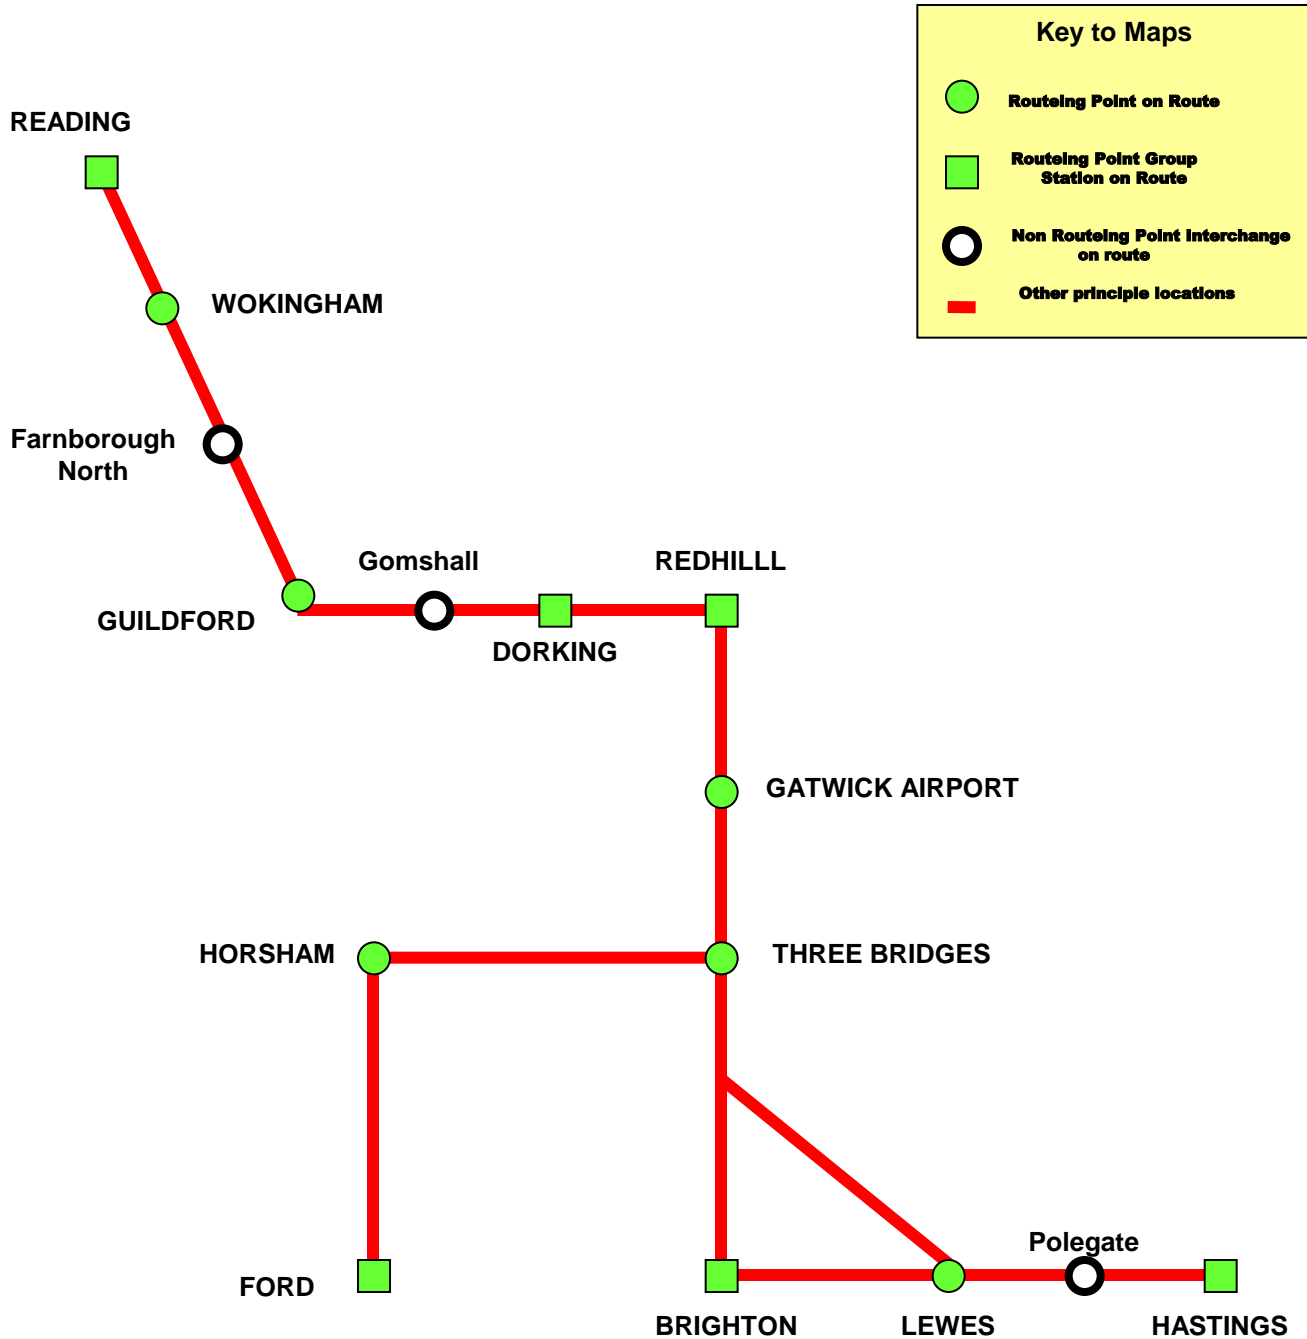 Key to Maps
Routeing Point on Route
Routeing Point Group
Station on Route
Non Routeing Point Interchange
on route
Other principle locations
READING
WOKINGHAM
Farnborough
North
Gomshall
REDHILLL
GUILDFORD
DORKING
GATWICK AIRPORT
HORSHAM
THREE BRIDGES
Polegate
FORD
BRIGHTON
LEWES
HASTINGS